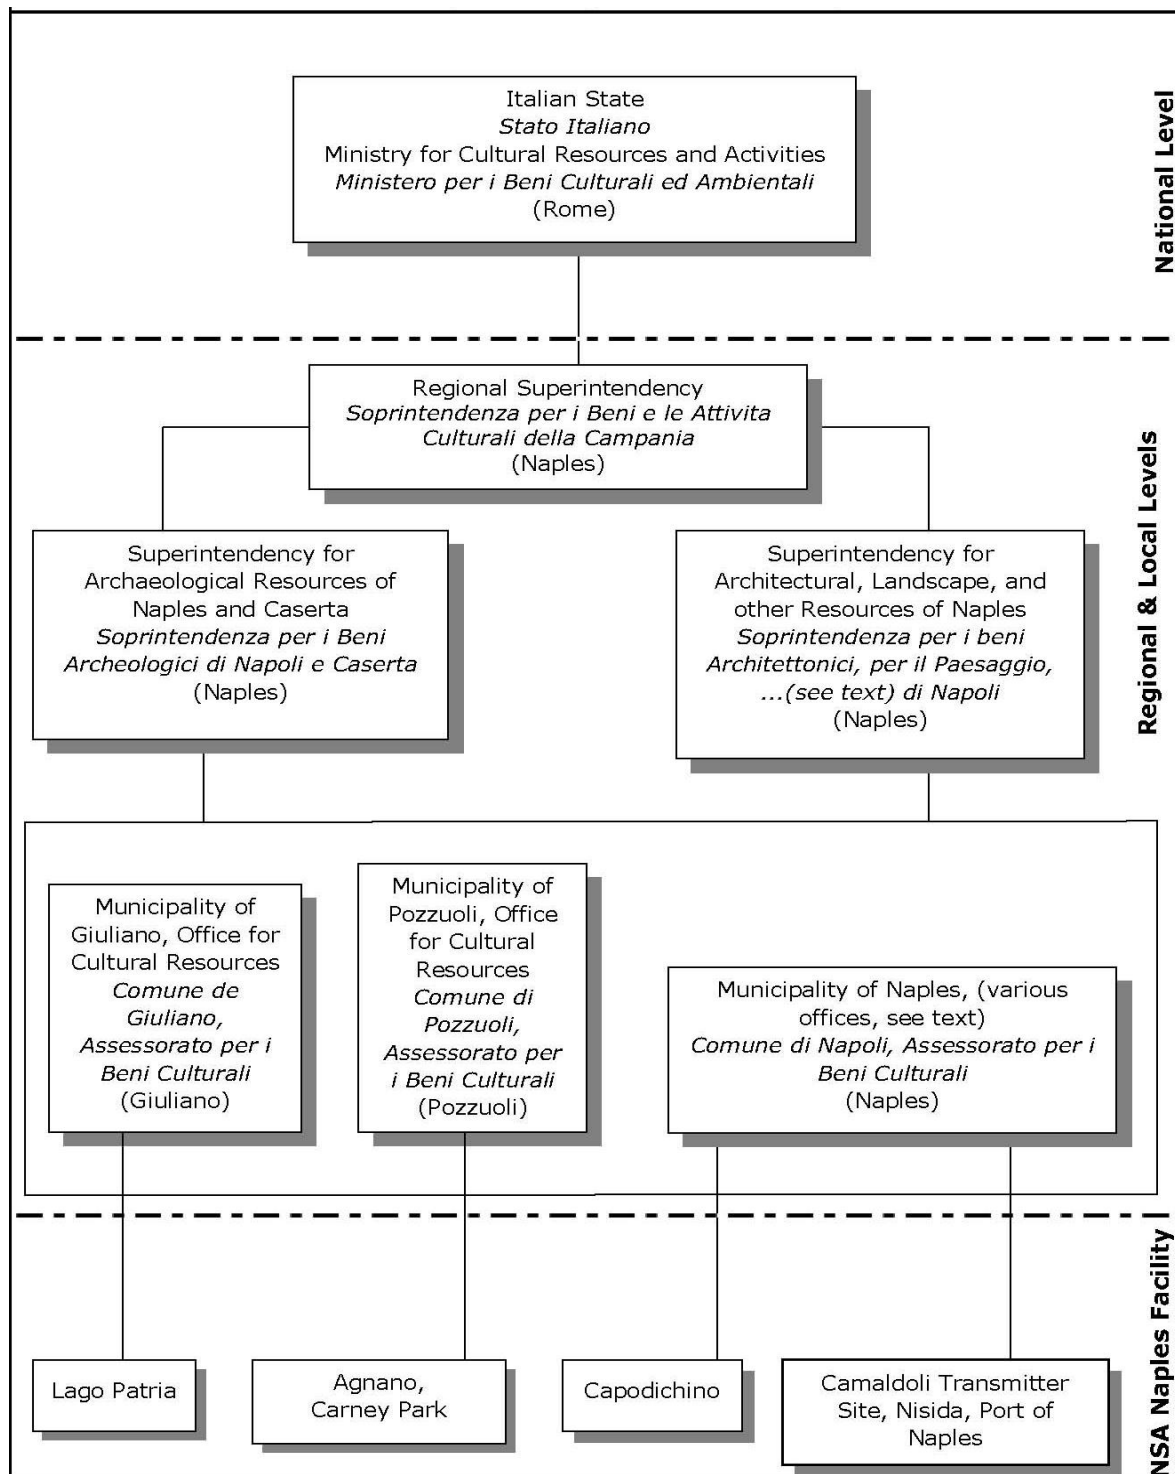 Italian State
Stato Italiano
Ministry for Cultural Resources and Activities
Ministero per i Beni Culturali ed Ambientali
(Rome)
National Level
Regional Superintendency
Soprintendenza per i Beni e le Attivita
Culturali della Campania
(Naples)
Regional & Local Levels
Superintendency for
Archaeological Resources of
Naples and Caserta
Soprintendenza per i Beni
Archeologici di Napoli e Caserta
(Naples)
Superintendency for
Architectural, Landscape, and
other Resources of Naples
Soprintendenza per i beni
Architettonici, per il Paesaggio,
...(see text) di Napoli
(Naples)
Municipality of
Giuliano, Office for
Cultural Resources
Comune de
Giuliano,
Assessorato per i
Beni Culturali
(Giuliano)
Municipality of
Pozzuoli, Office
for Cultural
Resources
Comune di
Pozzuoli,
Assessorato per
i Beni Culturali
(Pozzuoli)
Municipality of Naples, (various
offices, see text)
Comune di Napoli, Assessorato per i
Beni Culturali
(Naples)
NSA Naples Facility
Lago Patria
Agnano,
Carney Park
Capodichino
Camaldoli Transmitter
Site, Nisida, Port of
Naples